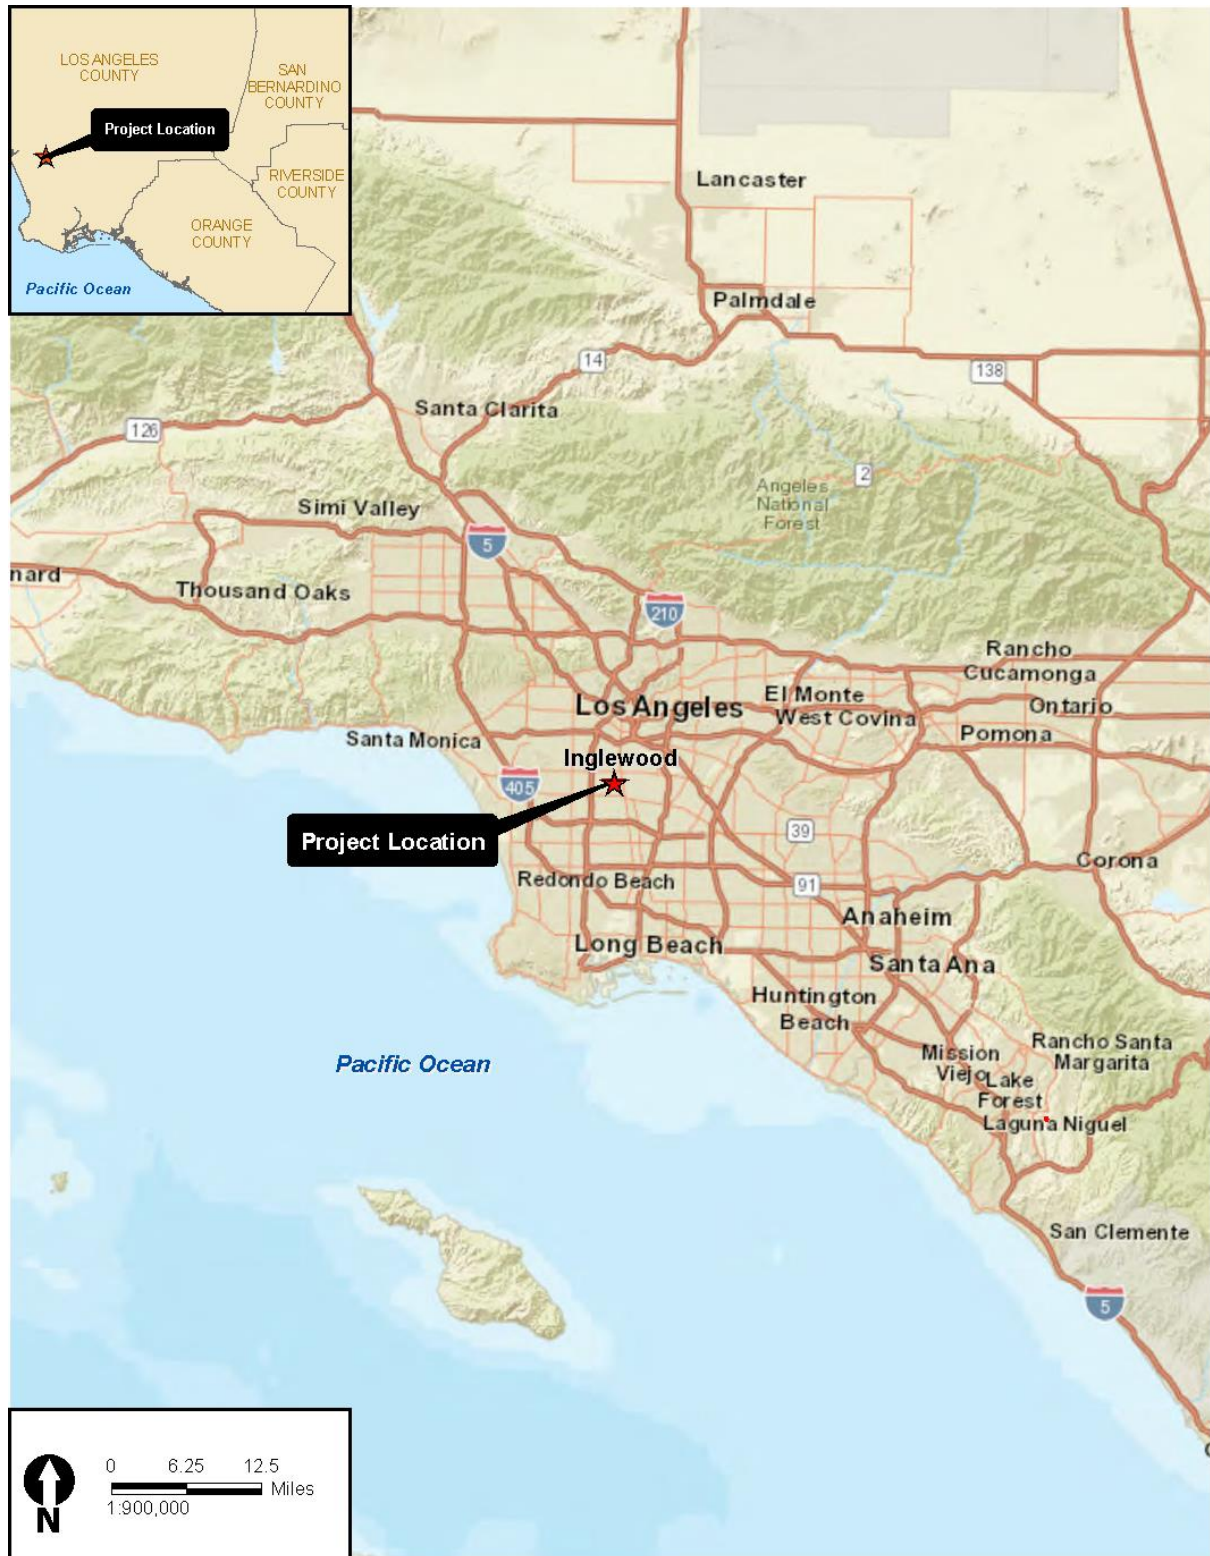 LOS ANGELES
COUNTY
SAN
BERNARDINO
COUNTY
Project Location
RIVERSIDE
COUNTY
ORANGE
COUNTY
Pacific Ocean
Lancaster
Palmdale
14
138
Santa Clarita
126
2
Angeles
National
Forest
Simi Valley
5
nard
Thousand Oaks
210
Rancho
Cucamonga
El Monte
Los Angeles
West Covina
Ontario
Santa Monica
Pomona
Inglewood
405
Project Location
39
Corona
Redondo Beach
91
Anaheim
Long Beach
Santa Ana
Huntington
Beach
Rancho Santa
Margarita
Mission
Viejo
Lake
Forest
Laguna Niguel
Pacific Ocean
San Clemente
5
N
0 6.25 12.5
Miles
1:900,000